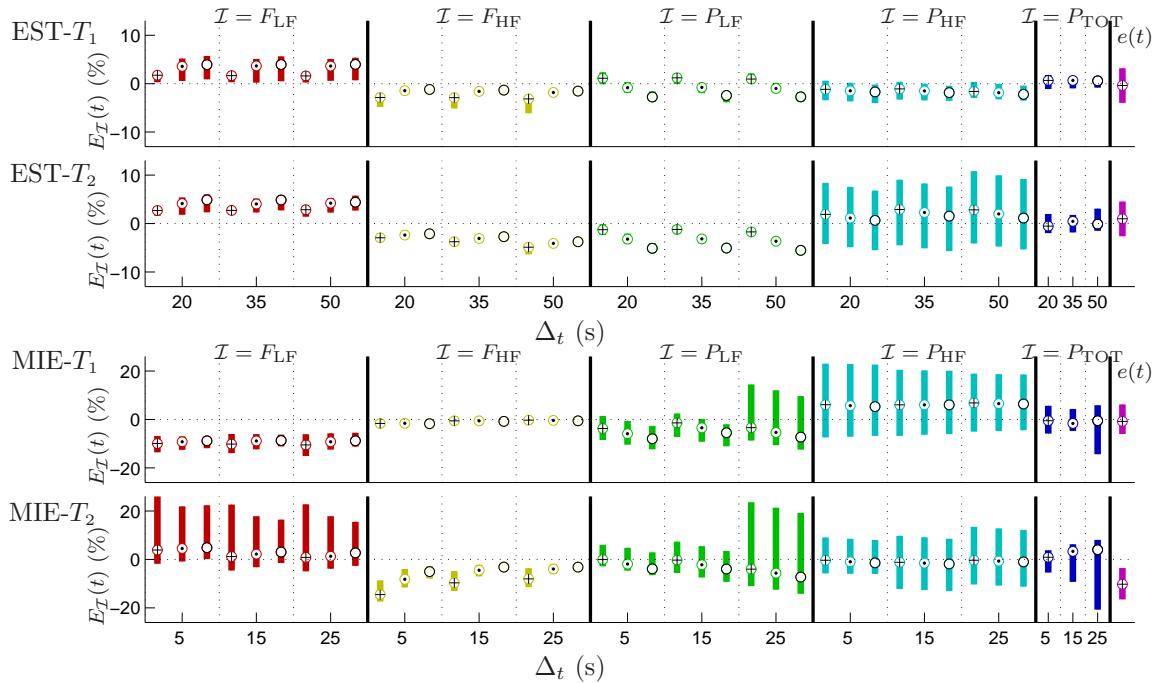 I = F_LF I = F_HF I = P_LF I = P_HF I = P_TOT
EST-T_1 e(t)
E_I(t) (%)
10
0
−10
EST-T_2
E_I(t) (%)
10
0
−10
20 35 50 20 35 50 20 35 50 20 35 50 20 35 50
Δ_t (s)
I = F_LF I = F_HF I = P_LF I = P_HF I = P_TOT
MIE-T_1 e(t)
E_I(t) (%)
20
0
−20
MIE-T_2
E_I(t) (%)
20
0
−20
5 15 25 5 15 25 5 15 25 5 15 25 5 15 25
Δ_t (s)